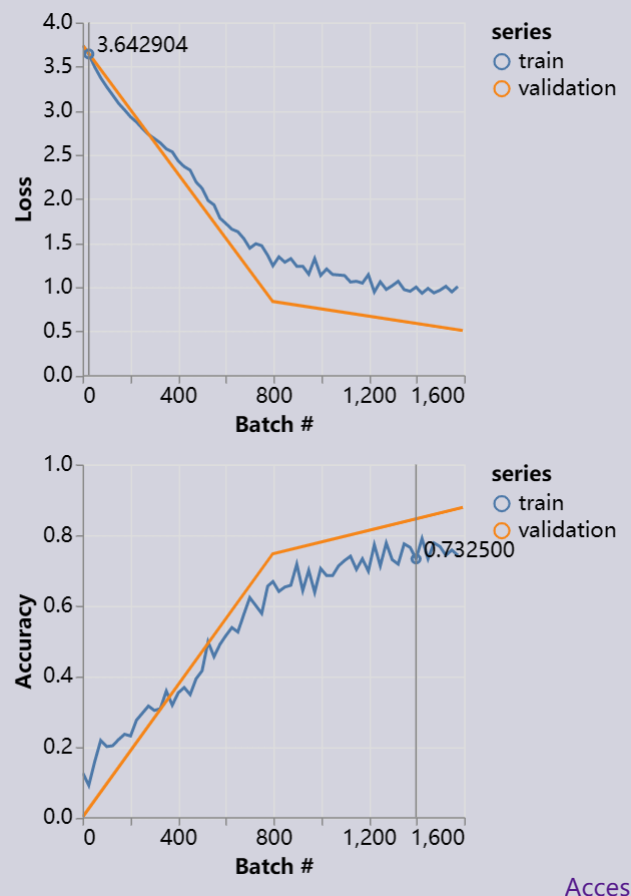 4.0
3.642904
3.5
3.0
2.5
2.0
1.5
1.0
0.5
0.0
Loss
0 400 800 1,200 1,600
Batch #
series
train
validation
1.0
0.8
0.6
0.4
0.2
0.0
Accuracy
0.732500
0 400 800 1,200 1,600
Batch #
series
train
validation
Acces